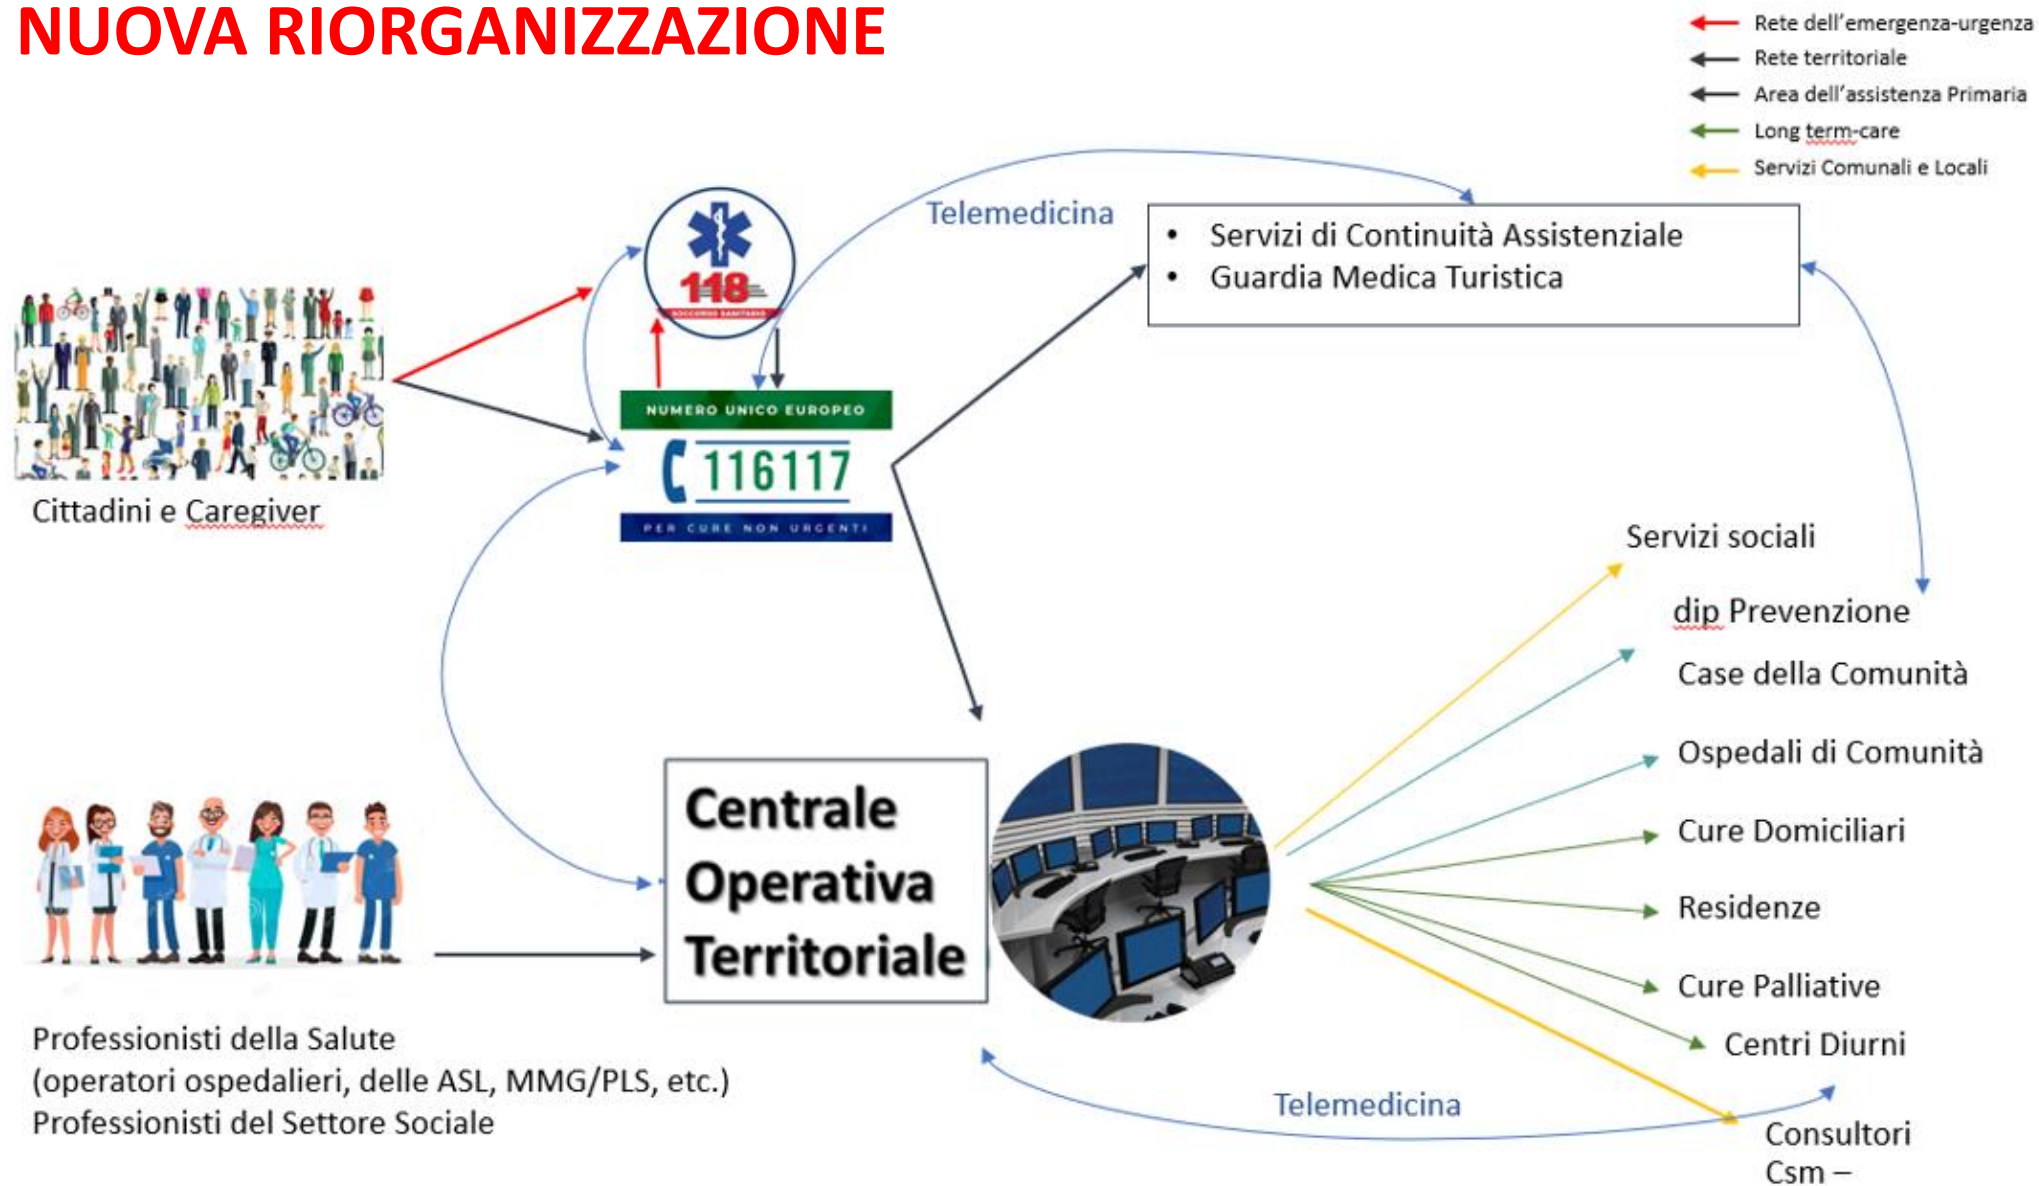 NUOVA RIORGANIZZAZIONE
Rete dell'emergenza-urgenza
Rete territoriale
Area dell'assistenza Primaria
Long term-care
Servizi Comunali e Locali
Telemedicina
• Servizi di Continuità Assistenziale
• Guardia Medica Turistica
118
SOCCORSO SANITARIO
NUMERO UNICO EUROPEO
116117
PER CURE NON URGENTI
Cittadini e Caregiver
Servizi sociali
dip Prevenzione
Case della Comunità
Ospedali di Comunità
Cure Domiciliari
Residenze
Cure Palliative
Centri Diurni
Consultori
Csm –
Centrale
Operativa
Territoriale
Telemedicina
Professionisti della Salute
(operatori ospedalieri, delle ASL, MMG/PLS, etc.)
Professionisti del Settore Sociale